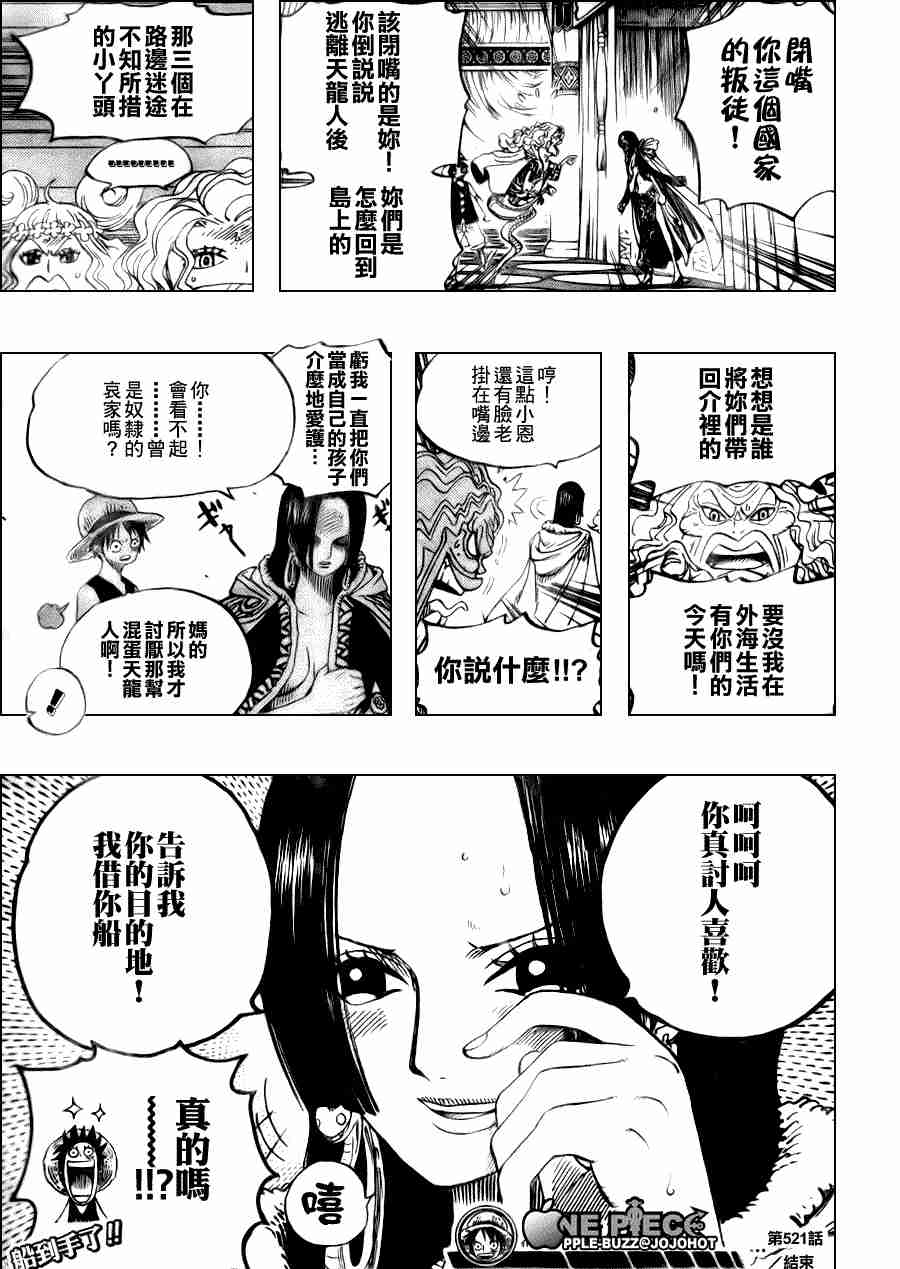 閉嘴
你這個國家
的叛徒！
該閉嘴的是妳！
你倒說說
逃離天龍人後
妳們是
怎麼回到
島上的
那三個在
路邊迷途
不知所措
的小丫頭
想想是誰
將妳們帶
回介裡的
要沒我在
外海生活
有你們的
今天嗎！
哼！
這點小恩
還有臉老
掛在嘴邊
你説什麼!!?
虧我一直把你們
當成自己的孩子
介麼地愛護…
你………！
會看不起
………曾
是奴隸的
哀家嗎？
媽的
所以我才
討厭那幫
混蛋天龍
人啊！
！
呵呵呵
你真討人喜歡！
告訴我
你的目的地！
我借你船
真的嗎
!!?
嘻
船到手了!!
ONE PIECE
PPLE-BUZZ@JOJOHOT
第521話
／結束